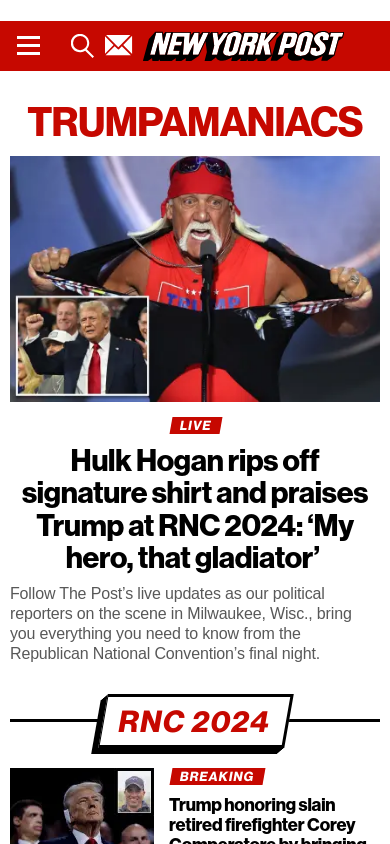 NEW YORK POST
TRUMPAMANIACS
TRUMP
LIVE
Hulk Hogan rips off
signature shirt and praises
Trump at RNC 2024: ‘My
hero, that gladiator’
Follow The Post’s live updates as our political
reporters on the scene in Milwaukee, Wisc., bring
you everything you need to know from the
Republican National Convention’s final night.
RNC 2024
BREAKING
Trump honoring slain
retired firefighter Corey
Comperatore by bringing